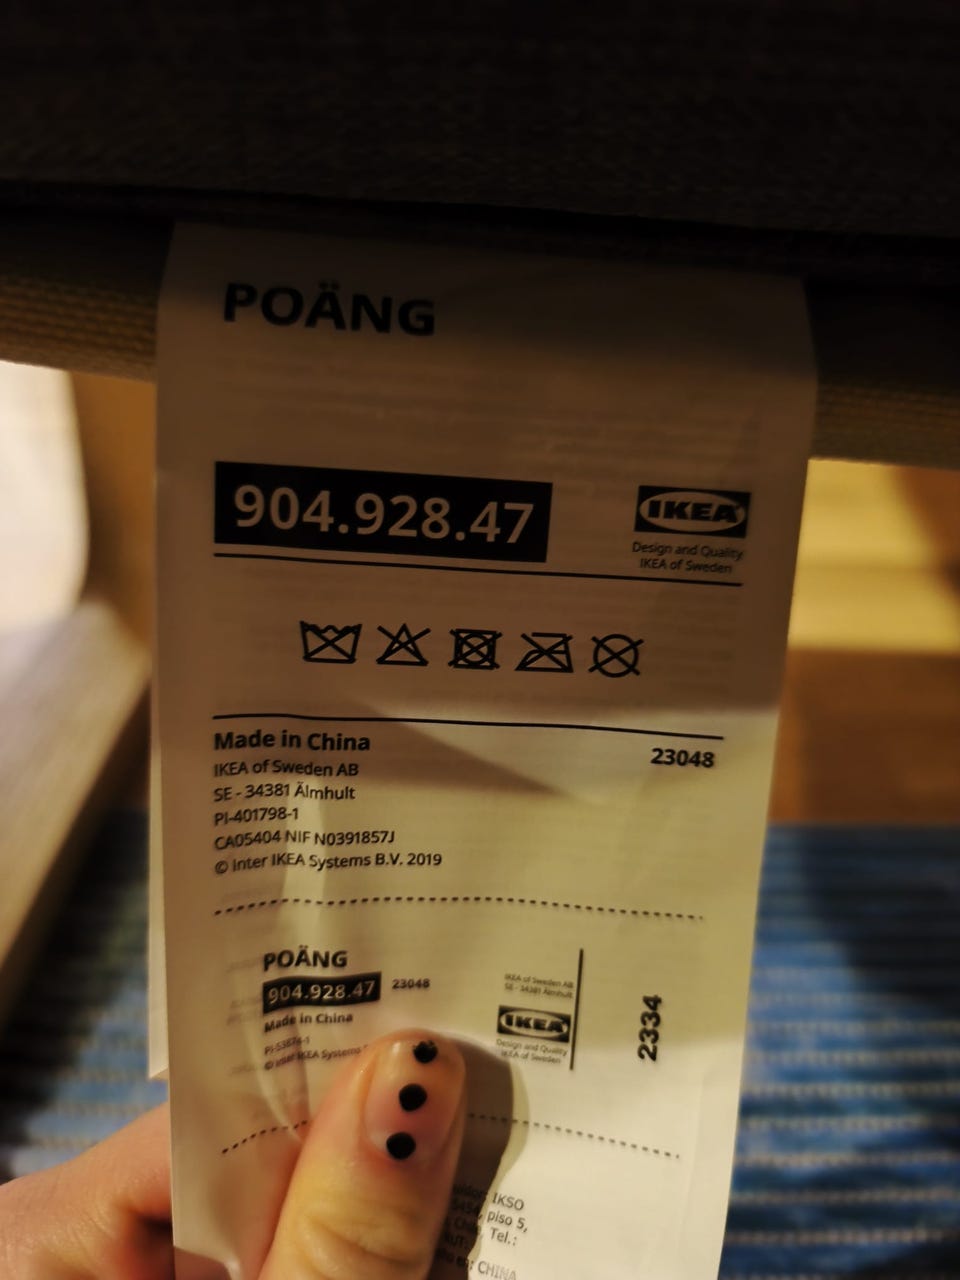 POÄNG
904.928.47
IKEA
Design and Quality
IKEA of Sweden
Made in China
23048
IKEA of Sweden AB
SE - 34381 Älmhult
PI-401798-1
CA05404 NIF N0391857J
© Inter IKEA Systems B.V. 2019
POÄNG
904.928.47 23048
Made in China
© Inter IKEA Systems
IKEA of Sweden AB
SE - 34381 Älmhult
IKEA
Design and Quality
IKEA of Sweden
2334
IKSO
piso 5,
Tel.:
CHINA